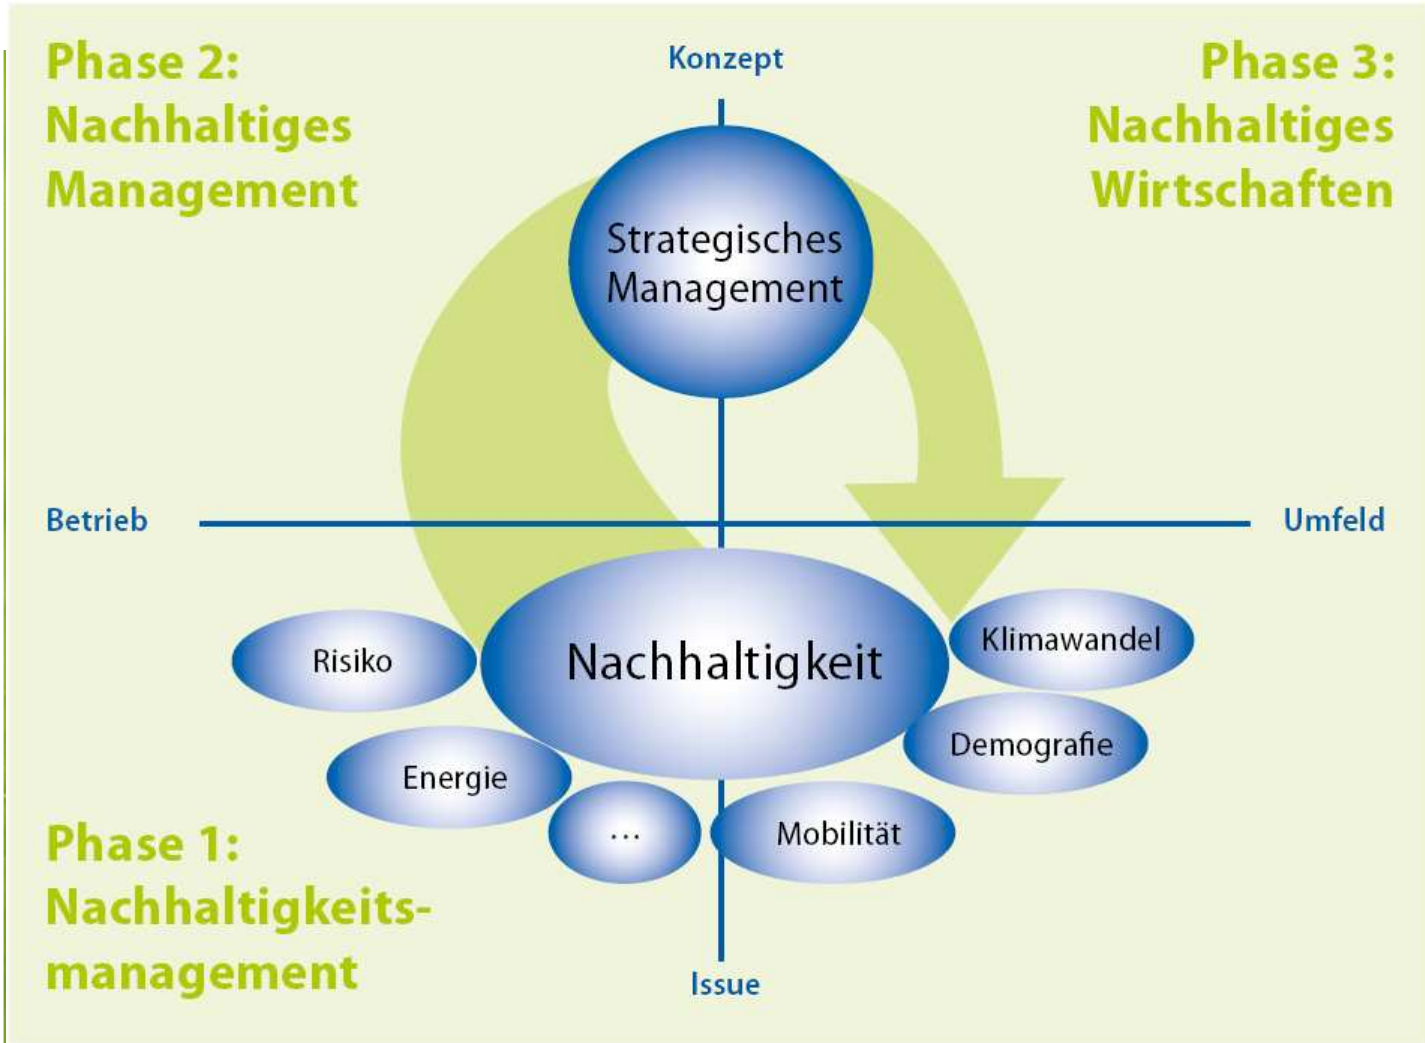 Phase 2:
Nachhaltiges
Management
Konzept
Phase 3:
Nachhaltiges
Wirtschaften
Strategisches
Management
Betrieb
Umfeld
Nachhaltigkeit
Risiko
Klimawandel
Energie
Demografie
...
Mobilität
Phase 1:
Nachhaltigkeits-
management
Issue